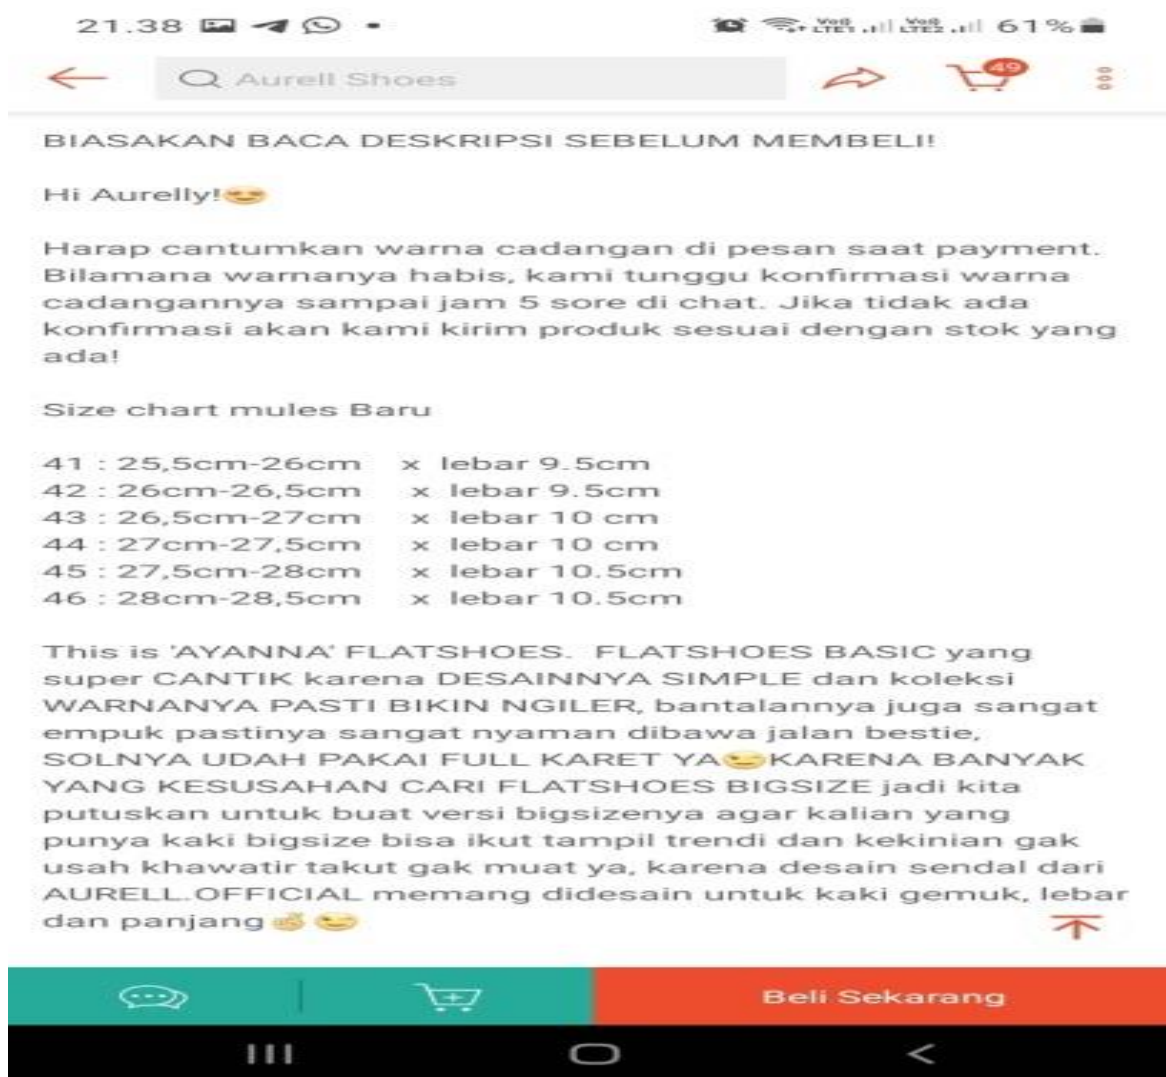 21.38
VoB LTE1 VoB LTE2 61%
Aurell Shoes
49
BIASAKAN BACA DESKRIPSI SEBELUM MEMBELI!
Hi Aurelly!😍
Harap cantumkan warna cadangan di pesan saat payment.
Bilamana warnanya habis, kami tunggu konfirmasi warna
cadangannya sampai jam 5 sore di chat. Jika tidak ada
konfirmasi akan kami kirim produk sesuai dengan stok yang
ada!
Size chart mules Baru
41 : 25,5cm-26cm x lebar 9.5cm
42 : 26cm-26,5cm x lebar 9.5cm
43 : 26,5cm-27cm x lebar 10 cm
44 : 27cm-27,5cm x lebar 10 cm
45 : 27,5cm-28cm x lebar 10.5cm
46 : 28cm-28,5cm x lebar 10.5cm
This is 'AYANNA' FLATSHOES. FLATSHOES BASIC yang
super CANTIK karena DESAINNYA SIMPLE dan koleksi
WARNANYA PASTI BIKIN NGILER, bantalannya juga sangat
empuk pastinya sangat nyaman dibawa jalan bestie,
SOLNYA UDAH PAKAI FULL KARET YA😉KARENA BANYAK
YANG KESUSAHAN CARI FLATSHOES BIGSIZE jadi kita
putuskan untuk buat versi bigsizenya agar kalian yang
punya kaki bigsize bisa ikut tampil trendi dan kekinian gak
usah khawatir takut gak muat ya, karena desain sendal dari
AURELL.OFFICIAL memang didesain untuk kaki gemuk, lebar
dan panjang🤞😉
Beli Sekarang